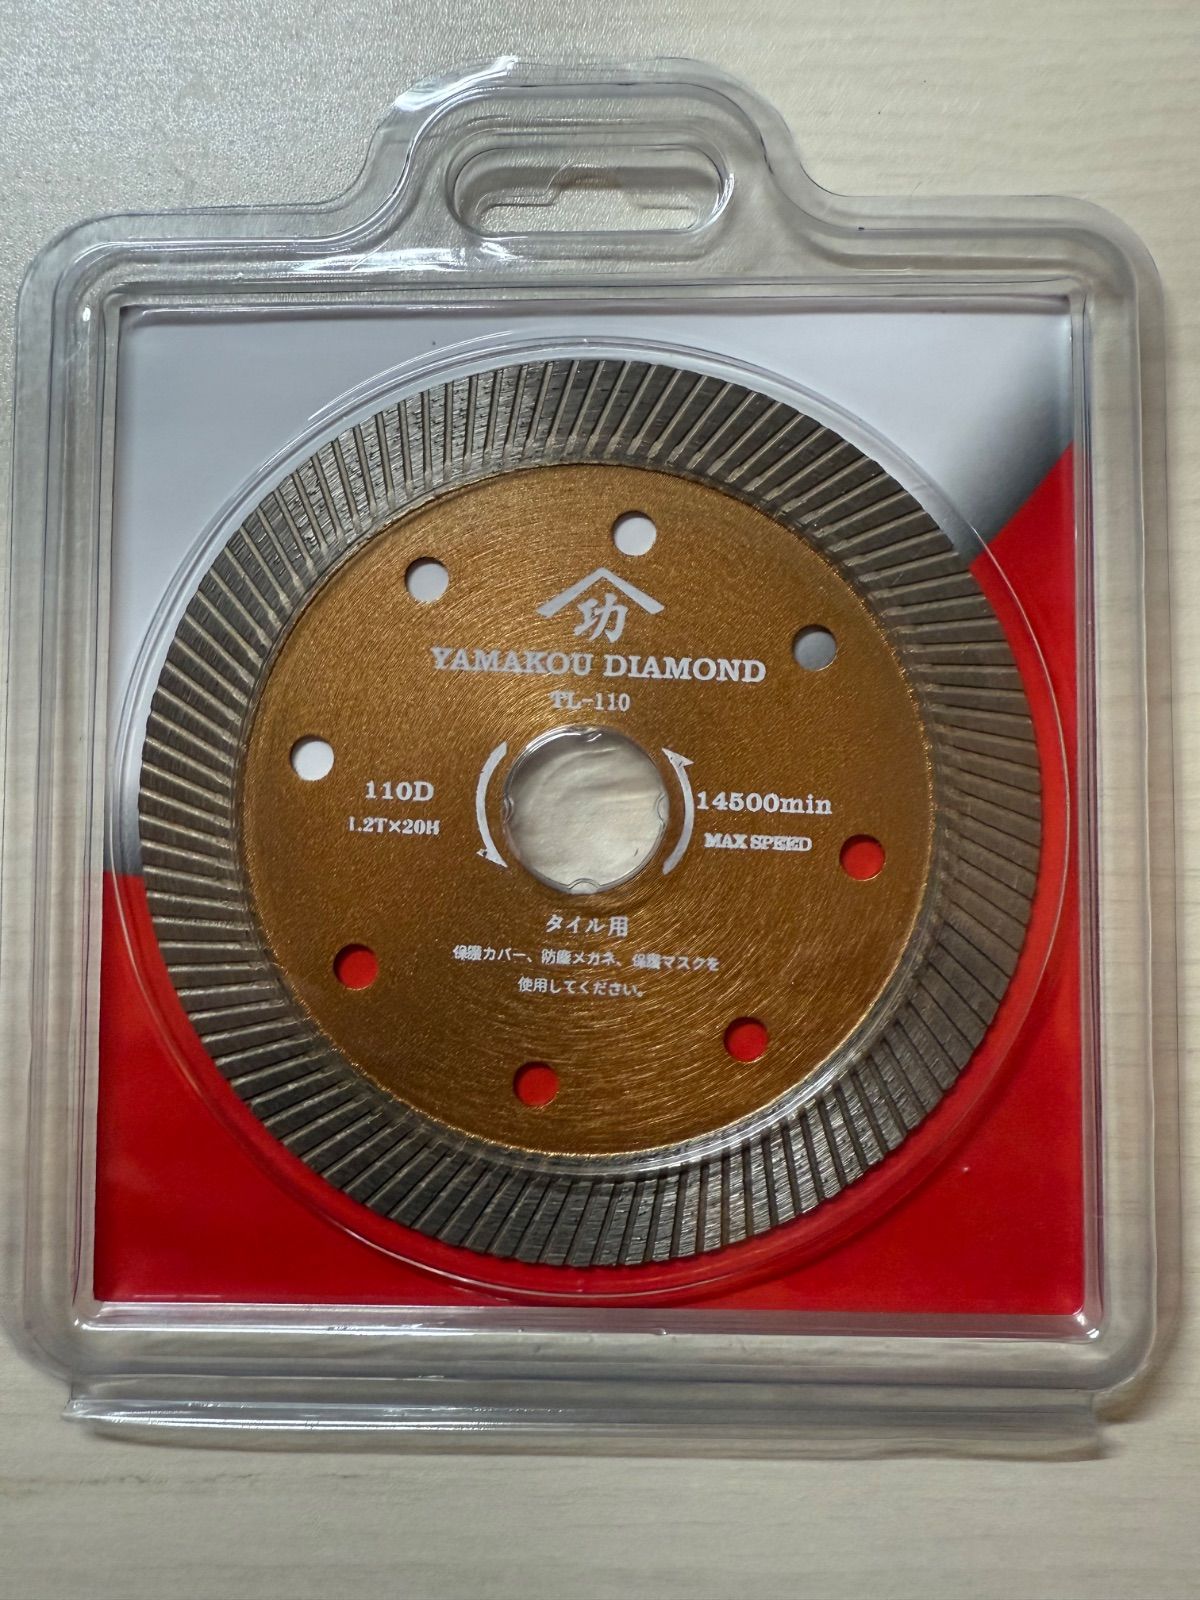 功
YAMAKOU DIAMOND
TL-110
110D
1.2T×20H
14500min
MAX SPEED
タイル用
保護カバー、防塵メガネ、保護マスクを
使用してください。